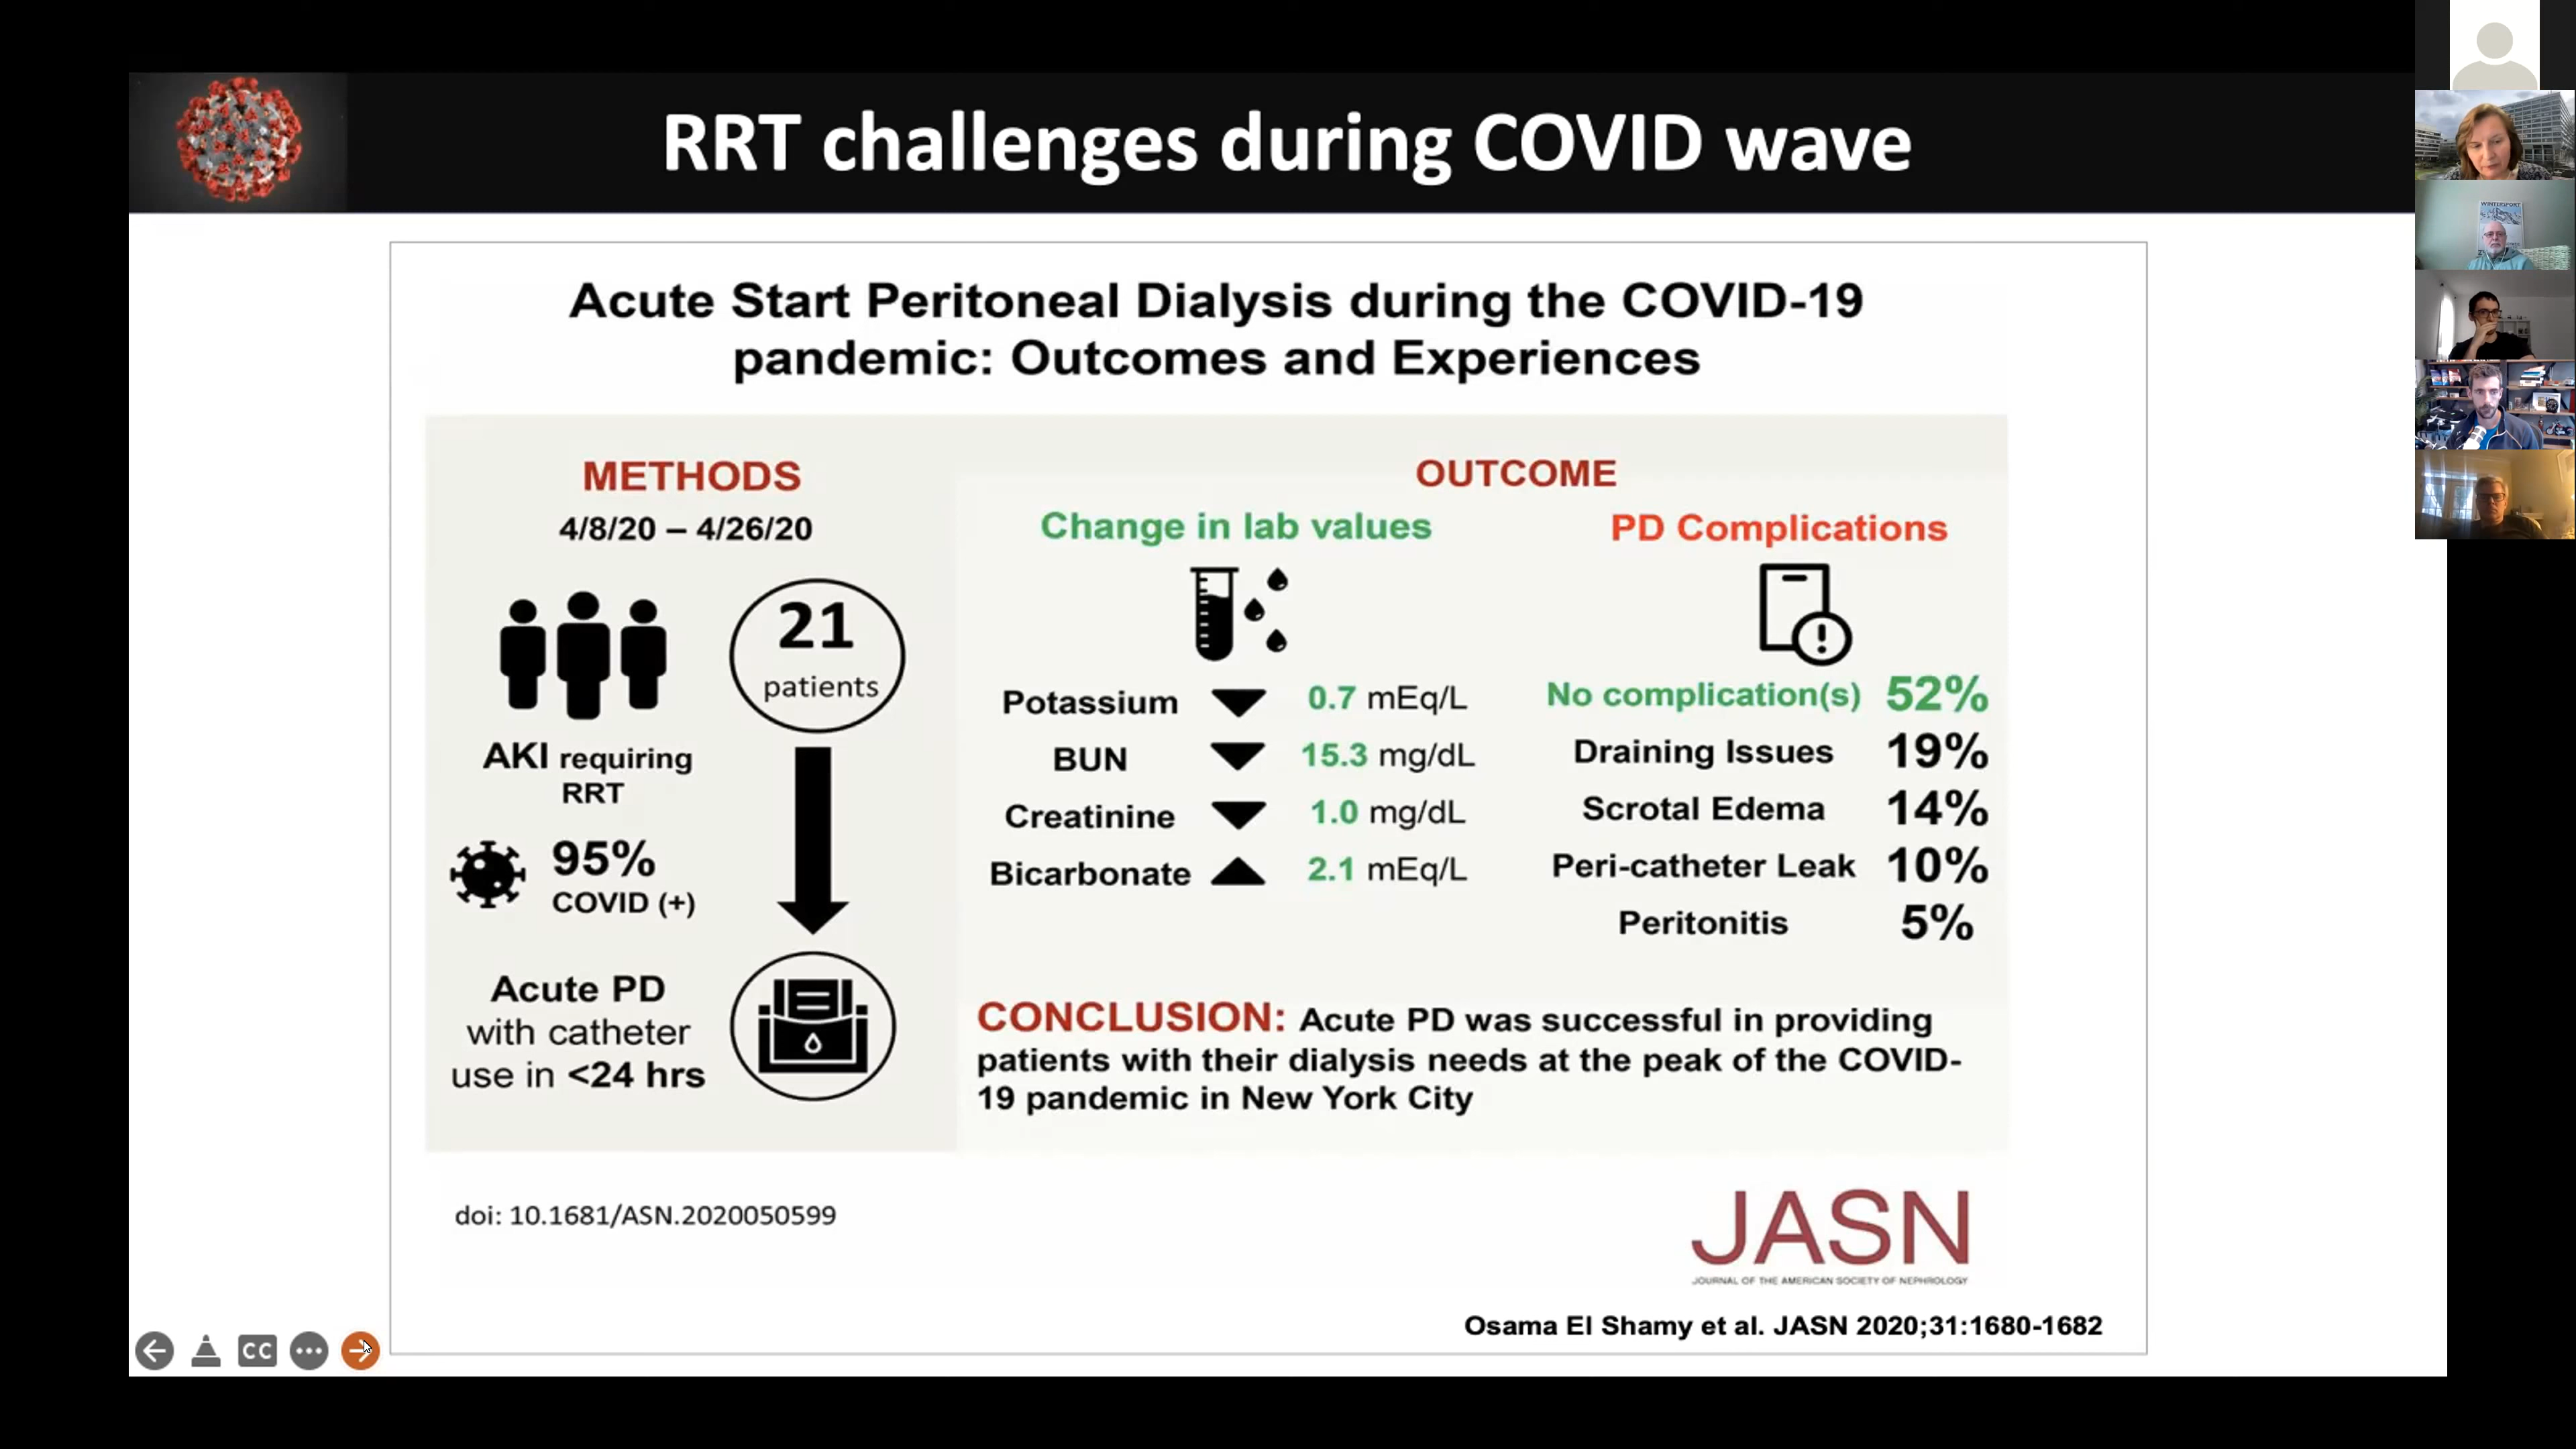 RRT challenges during COVID wave
Acute Start Peritoneal Dialysis during the COVID-19
pandemic: Outcomes and Experiences
METHODS
4/8/20 – 4/26/20
21
patients
AKI requiring
RRT
95%
COVID (+)
Acute PD
with catheter
use in <24 hrs
OUTCOME
Change in lab values
Potassium 0.7 mEq/L
BUN 15.3 mg/dL
Creatinine 1.0 mg/dL
Bicarbonate 2.1 mEq/L
PD Complications
No complication(s) 52%
Draining Issues 19%
Scrotal Edema 14%
Peri-catheter Leak 10%
Peritonitis 5%
CONCLUSION: Acute PD was successful in providing
patients with their dialysis needs at the peak of the COVID-
19 pandemic in New York City
doi: 10.1681/ASN.2020050599
JASN
JOURNAL OF THE AMERICAN SOCIETY OF NEPHROLOGY
Osama El Shamy et al. JASN 2020;31:1680-1682
CC
WINTERSPORT